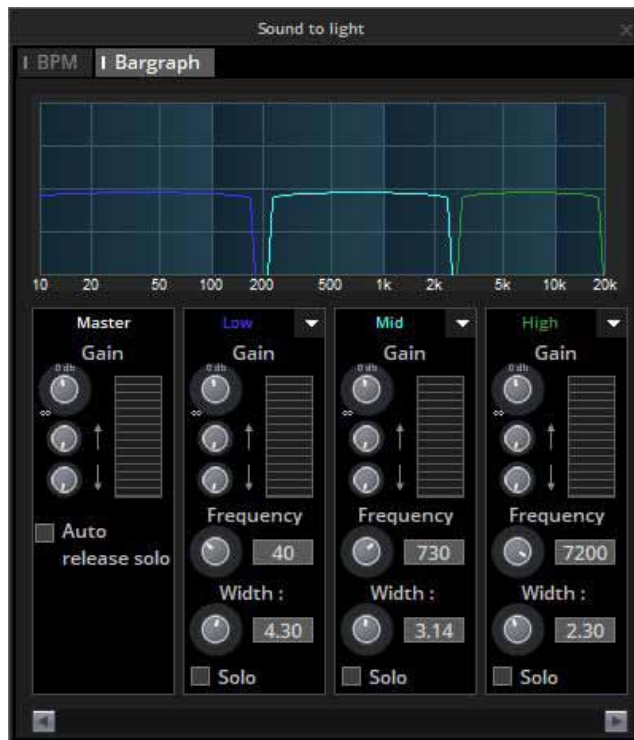 Sound to light
BPM
Bargraph
10 20 50 100 200 500 1k 2k 5k 10k 20k
Master Low Mid High
Gain Gain Gain Gain
0 db 0 db 0 db 0 db
∞ ∞ ∞ ∞
Auto
release solo
Frequency Frequency Frequency
40 730 7200
Width : Width : Width :
4.30 3.14 2.30
Solo Solo Solo